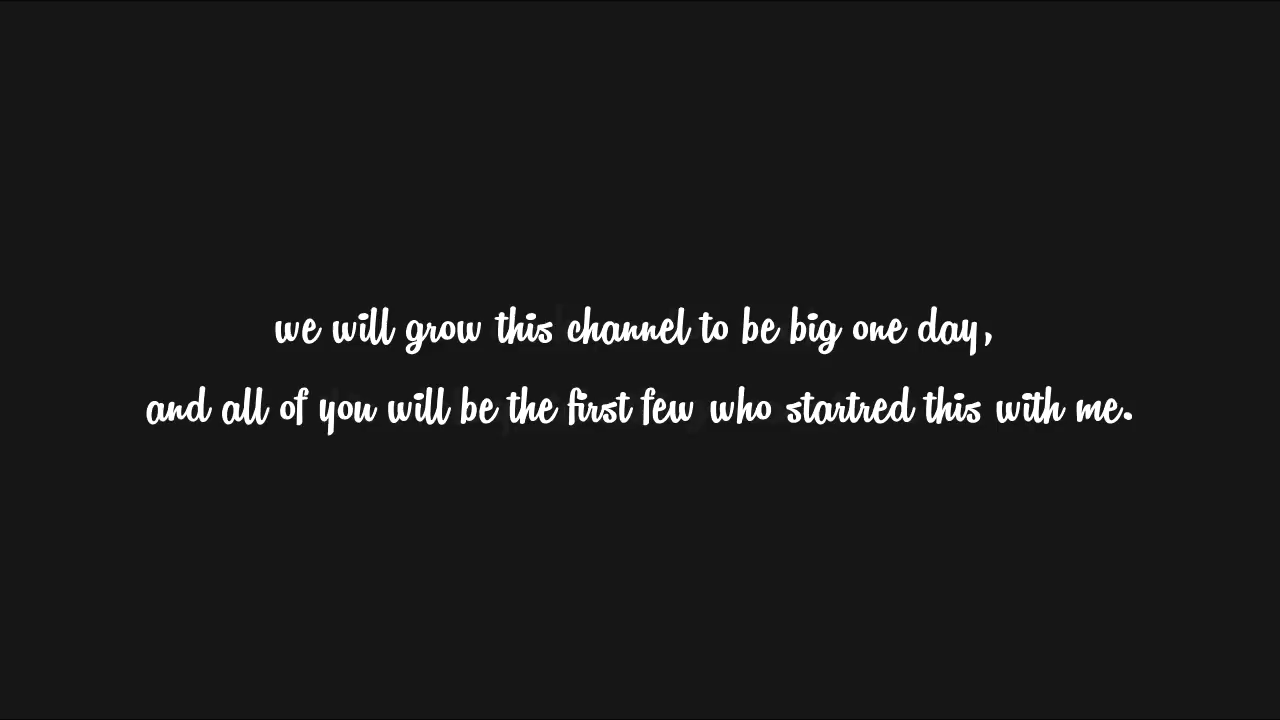 we will grow this channel to be big one day,
and all of you will be the first few who startred this with me.